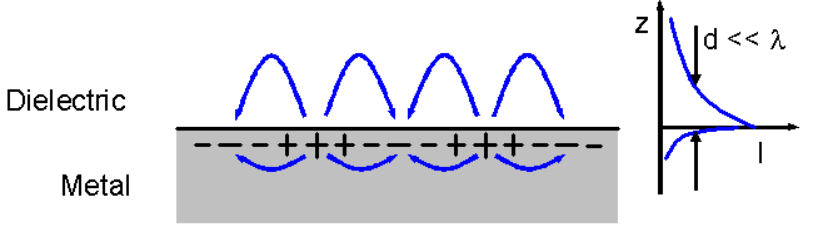 z
d << λ
Dielectric
- - - + + + - - - - + + + - - -
I
Metal